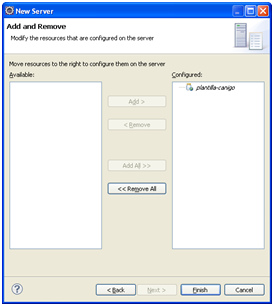 New Server
Add and Remove
Modify the resources that are configured on the server
Move resources to the right to configure them on the server
Available:
Configured:
plantilla-canigo
Add >
< Remove
Add All >>
<< Remove All
?
< Back
Next >
Finish
Cancel